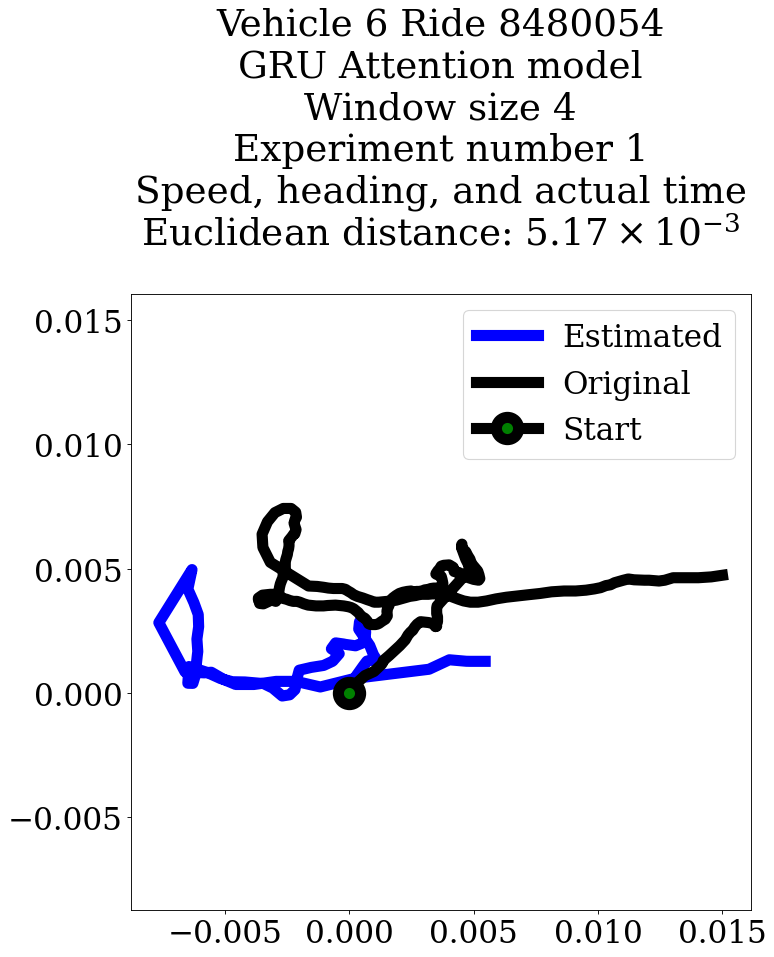 Vehicle 6 Ride 8480054
GRU Attention model
Window size 4
Experiment number 1
Speed, heading, and actual time
Euclidean distance: 5.17 × 10⁻³
Estimated
Original
Start
0.015
0.010
0.005
0.000
−0.005
−0.005 0.000 0.005 0.010 0.015